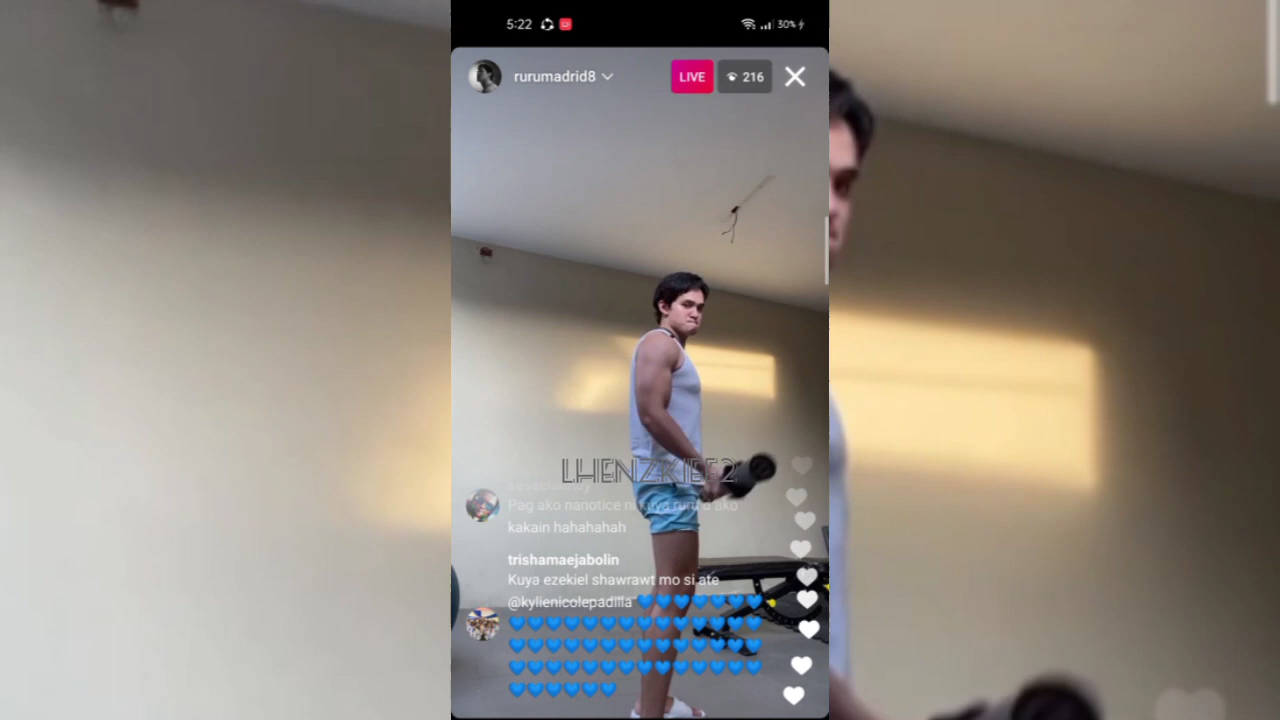 5:22
30%
rurumadrid8
LIVE
216
LHENZKIEE2
Pag ako nanotice ni kuya ruru d ako
kakain hahahahah
trishamaejabolin
Kuya ezekiel shawrawt mo si ate
@kylienicolepadilla 💙💙💙💙💙💙💙
💙💙💙💙💙💙💙💙💙💙💙💙💙💙
💙💙💙💙💙💙💙💙💙💙💙💙💙💙
💙💙💙💙💙💙💙💙💙💙💙💙💙💙
💙💙💙💙💙💙